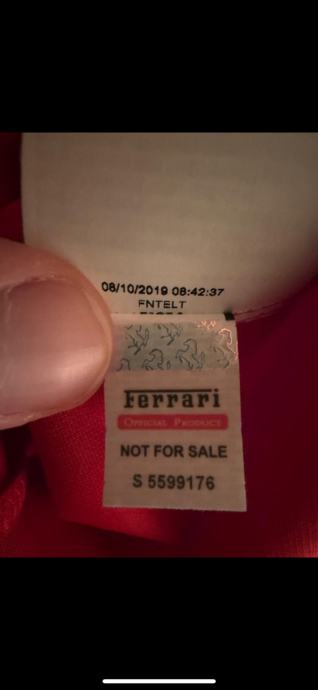 08/10/2019 08:42:37
FNTELT
Ferrari
OFFICIAL PRODUCT
NOT FOR SALE
S 5599176